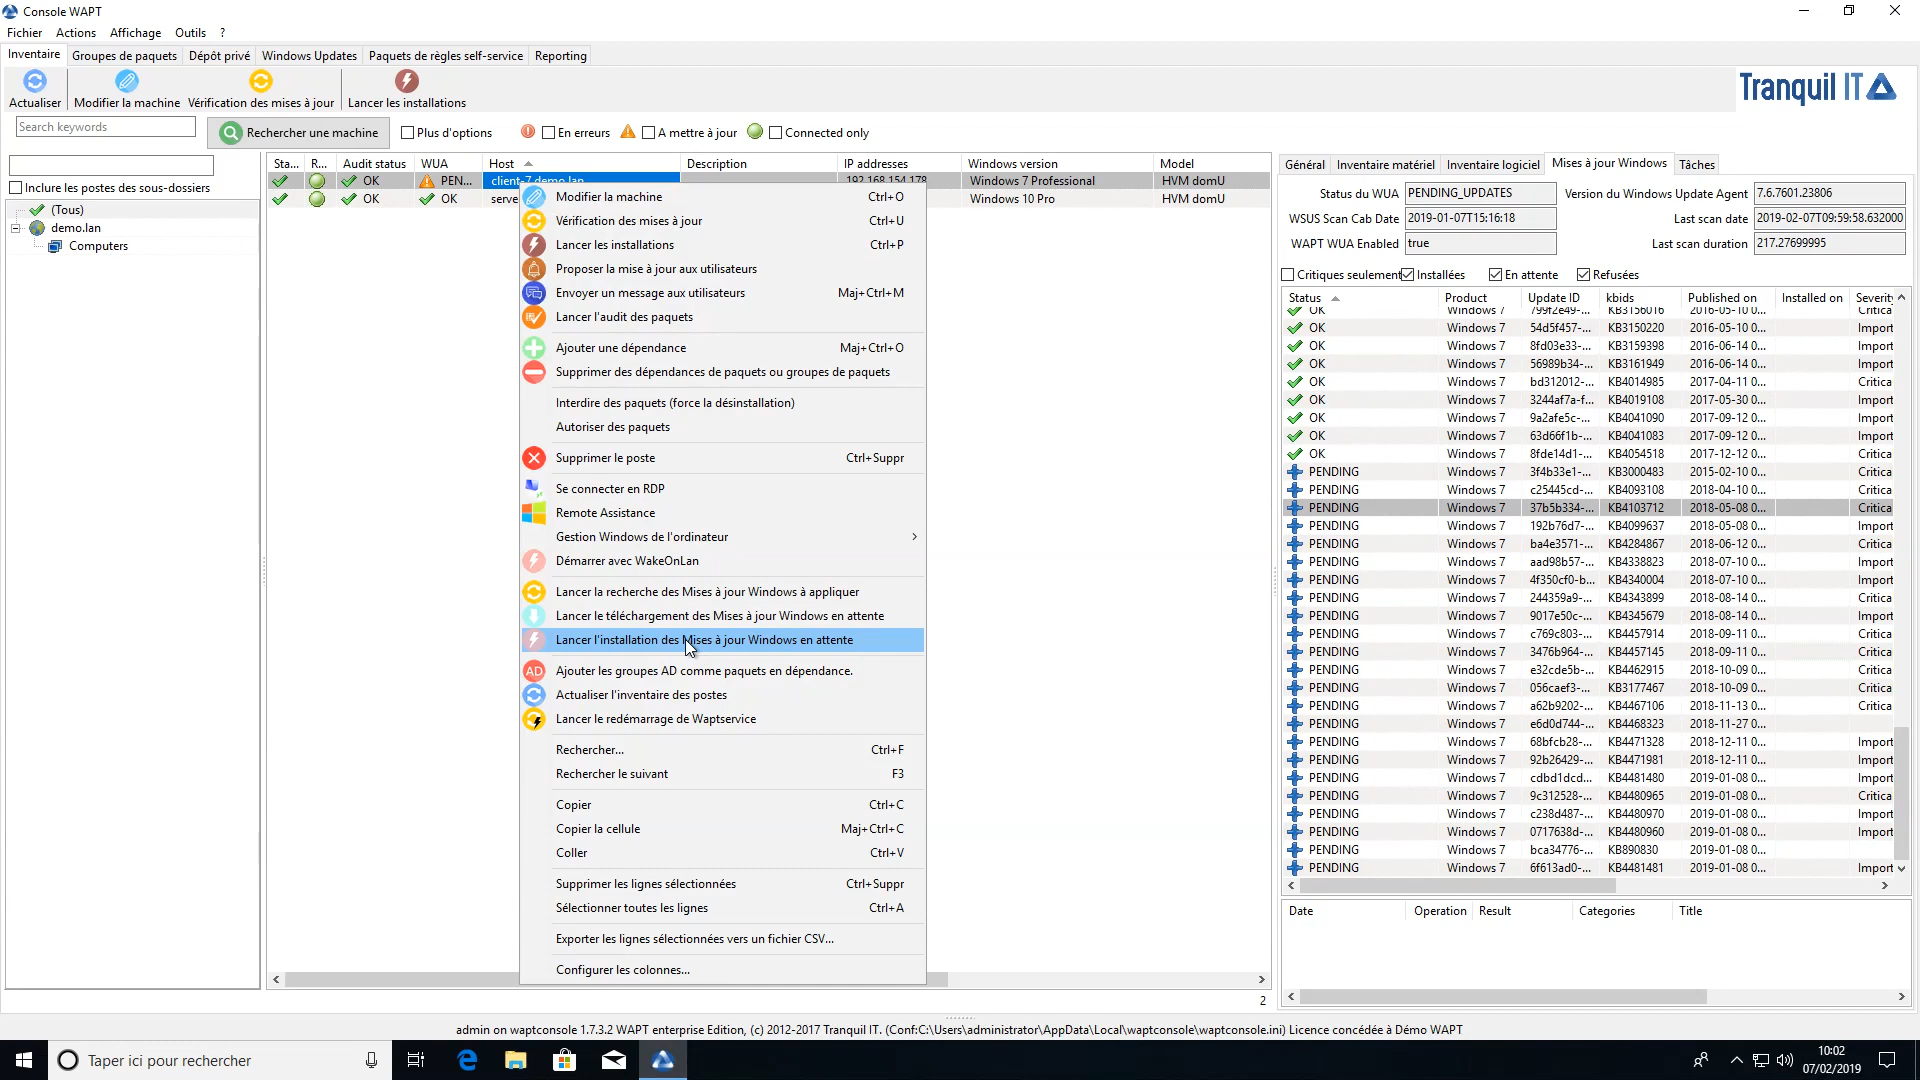 Console WAPT
Fichier Actions Affichage Outils ?
Inventaire Groupes de paquets Dépôt privé Windows Updates Paquets de règles self-service Reporting
Actualiser Modifier la machine Vérification des mises à jour Lancer les installations
Tranquil IT
Search keywords Rechercher une machine Plus d'options En erreurs A mettre à jour Connected only
Inclure les postes des sous-dossiers
(Tous)
demo.lan
Computers
Sta... R... Audit status WUA Host Description IP addresses Windows version Model
OK PEN... client-7.demo.lan 192.168.154.178 Windows 7 Professional HVM domU
OK OK serve Windows 10 Pro HVM domU
Modifier la machine Ctrl+O
Vérification des mises à jour Ctrl+U
Lancer les installations Ctrl+P
Proposer la mise à jour aux utilisateurs
Envoyer un message aux utilisateurs Maj+Ctrl+M
Lancer l'audit des paquets
Ajouter une dépendance Maj+Ctrl+O
Supprimer des dépendances de paquets ou groupes de paquets
Interdire des paquets (force la désinstallation)
Autoriser des paquets
Supprimer le poste Ctrl+Suppr
Se connecter en RDP
Remote Assistance
Gestion Windows de l'ordinateur
Démarrer avec WakeOnLan
Lancer la recherche des Mises à jour Windows à appliquer
Lancer le téléchargement des Mises à jour Windows en attente
Lancer l'installation des Mises à jour Windows en attente
AD Ajouter les groupes AD comme paquets en dépendance.
Actualiser l'inventaire des postes
Lancer le redémarrage de Waptservice
Rechercher... Ctrl+F
Rechercher le suivant F3
Copier Ctrl+C
Copier la cellule Maj+Ctrl+C
Coller Ctrl+V
Supprimer les lignes sélectionnées Ctrl+Suppr
Sélectionner toutes les lignes Ctrl+A
Exporter les lignes sélectionnées vers un fichier CSV...
Configurer les colonnes...
2
Général Inventaire matériel Inventaire logiciel Mises à jour Windows Tâches
Status du WUA PENDING_UPDATES Version du Windows Update Agent 7.6.7601.23806
WSUS Scan Cab Date 2019-01-07T15:16:18 Last scan date 2019-02-07T09:59:58.632000
WAPT WUA Enabled true Last scan duration 217.27699995
Critiques seulement Installées En attente Refusées
Status Product Update ID kbids Published on Installed on Severity
OK Windows 7 799f2e49-... KB3156016 2016-05-10 0... Critica
OK Windows 7 54d5f457-... KB3150220 2016-05-10 0... Import
OK Windows 7 8fd03e33-... KB3159398 2016-06-14 0... Import
OK Windows 7 56989b34-... KB3161949 2016-06-14 0... Import
OK Windows 7 bd312012-... KB4014985 2017-04-11 0... Critica
OK Windows 7 3244af7a-f... KB4019108 2017-05-30 0... Critica
OK Windows 7 9a2afe5c-... KB4041090 2017-09-12 0... Import
OK Windows 7 63d66f1b-... KB4041083 2017-09-12 0... Import
OK Windows 7 8fde14d1-... KB4054518 2017-12-12 0... Critica
PENDING Windows 7 3f4b33e1-... KB3000483 2015-02-10 0... Critica
PENDING Windows 7 c25445cd-... KB4093108 2018-04-10 0... Critica
PENDING Windows 7 37b5b334-... KB4103712 2018-05-08 0... Critica
PENDING Windows 7 192b76d7-... KB4099637 2018-05-08 0... Import
PENDING Windows 7 ba4e3571-... KB4284867 2018-06-12 0... Critica
PENDING Windows 7 aad98b57-... KB4338823 2018-07-10 0... Import
PENDING Windows 7 4f350cf0-b... KB4340004 2018-07-10 0... Import
PENDING Windows 7 244359a9-... KB4343899 2018-08-14 0... Critica
PENDING Windows 7 9017e50c-... KB4345679 2018-08-14 0... Import
PENDING Windows 7 c769c803-... KB4457914 2018-09-11 0... Critica
PENDING Windows 7 3476b964-... KB4457145 2018-09-11 0... Critica
PENDING Windows 7 e32cde5b-... KB4462915 2018-10-09 0... Critica
PENDING Windows 7 056caef3-... KB3177467 2018-10-09 0... Critica
PENDING Windows 7 a62b9202-... KB4467106 2018-11-13 0... Critica
PENDING Windows 7 e6d0d744-... KB4468323 2018-11-27 0...
PENDING Windows 7 68bfcb28-... KB4471328 2018-12-11 0... Import
PENDING Windows 7 92b26429-... KB4471981 2018-12-11 0... Import
PENDING Windows 7 cdbd1dcd... KB4481480 2019-01-08 0... Import
PENDING Windows 7 9c312528-... KB4480965 2019-01-08 0... Critica
PENDING Windows 7 c238d487-... KB4480970 2019-01-08 0... Import
PENDING Windows 7 0717638d-... KB4480960 2019-01-08 0... Import
PENDING Windows 7 bca34776-... KB890830 2019-01-08 0...
PENDING Windows 7 6f613ad0-... KB4481481 2019-01-08 0... Import
Date Operation Result Categories Title
admin on waptconsole 1.7.3.2 WAPT enterprise Edition, (c) 2012-2017 Tranquil IT. (Conf:C:\Users\administrator\AppData\Local\waptconsole\waptconsole.ini) Licence concédée à Démo WAPT
Taper ici pour rechercher
10:02
07/02/2019